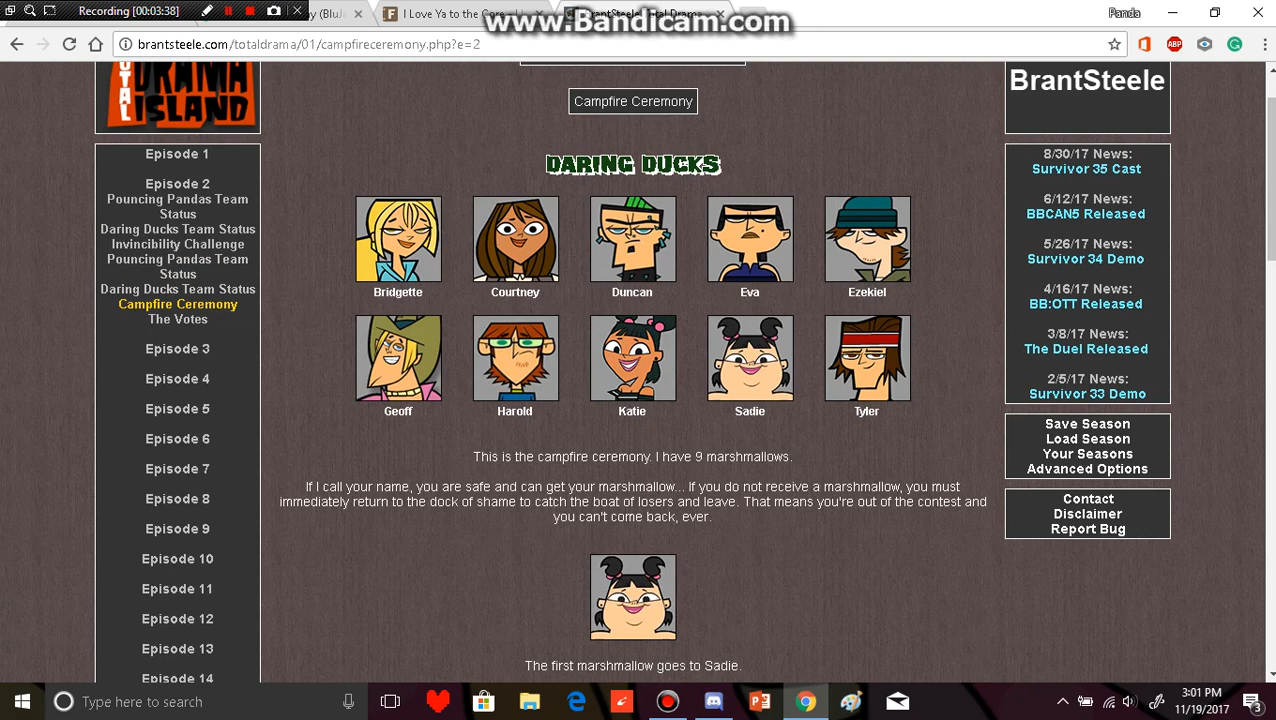 Recording [00:03:38]
y (BluJ
I Love Ya to the Gore - U
BrantSteele Total Drama
www.Bandicam.com
Panda
brantsteele.com/totaldrama/01/campfireceremony.php?e=2
TOTAL DRAMA ISLAND
Episode 1
Episode 2
Pouncing Pandas Team
Status
Daring Ducks Team Status
Invincibility Challenge
Pouncing Pandas Team
Status
Daring Ducks Team Status
Campfire Ceremony
The Votes
Episode 3
Episode 4
Episode 5
Episode 6
Episode 7
Episode 8
Episode 9
Episode 10
Episode 11
Episode 12
Episode 13
Episode 14
Campfire Ceremony
DARING DUCKS
Bridgette
Courtney
Duncan
Eva
Ezekiel
Geoff
Harold
Katie
Sadie
Tyler
This is the campfire ceremony. I have 9 marshmallows.
If I call your name, you are safe and can get your marshmallow... If you do not receive a marshmallow, you must
immediately return to the dock of shame to catch the boat of losers and leave. That means you're out of the contest and
you can't come back, ever.
The first marshmallow goes to Sadie.
BrantSteele
8/30/17 News:
Survivor 35 Cast
6/12/17 News:
BBCAN5 Released
5/26/17 News:
Survivor 34 Demo
4/16/17 News:
BB:OTT Released
3/8/17 News:
The Duel Released
2/5/17 News:
Survivor 33 Demo
Save Season
Load Season
Your Seasons
Advanced Options
Contact
Disclaimer
Report Bug
Type here to search
3:01 PM
11/19/2017
3